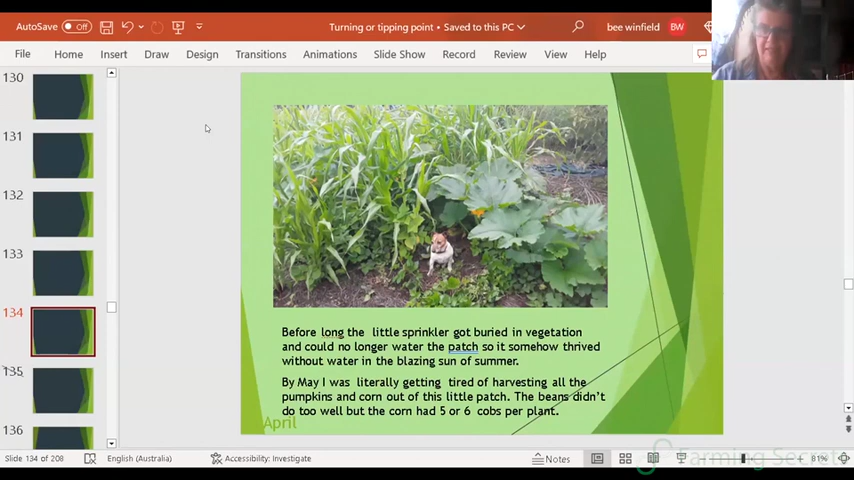 AutoSave Off
Turning or tipping point • Saved to this PC
bee winfield BW
File Home Insert Draw Design Transitions Animations Slide Show Record Review View Help
130
131
132
133
134
135
136
Before long the little sprinkler got buried in vegetation
and could no longer water the patch so it somehow thrived
without water in the blazing sun of summer.
By May I was literally getting tired of harvesting all the
pumpkins and corn out of this little patch. The beans didn't
do too well but the corn had 5 or 6 cobs per plant.
April
Slide 134 of 208 English (Australia) Accessibility: Investigate Notes 81%
Farming Secrets